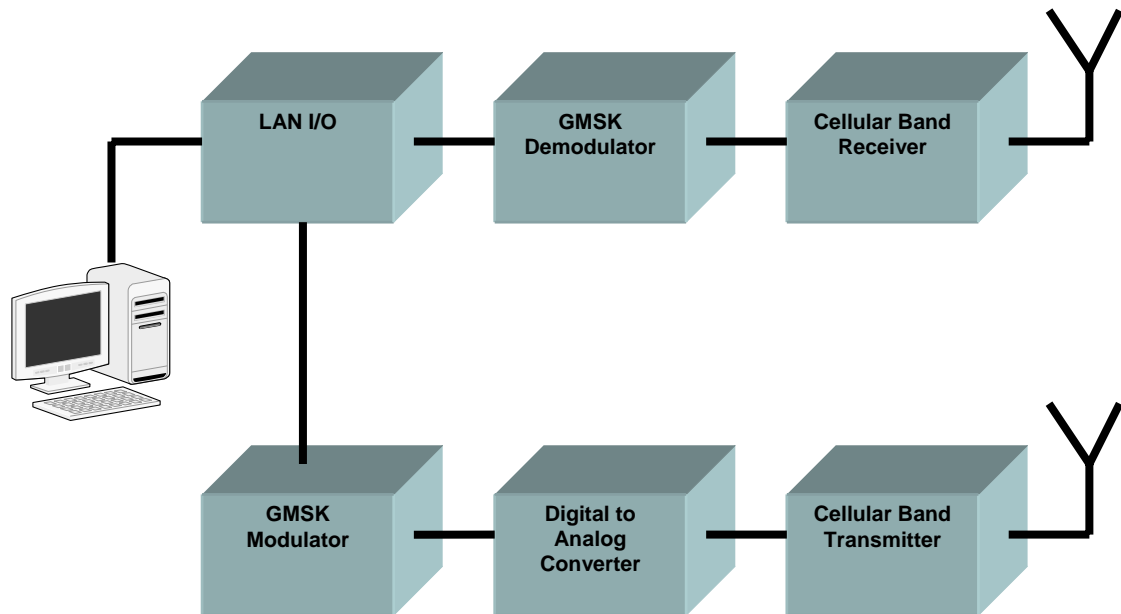 LAN I/O
GMSK
Demodulator
Cellular Band
Receiver
GMSK
Modulator
Digital to
Analog
Converter
Cellular Band
Transmitter